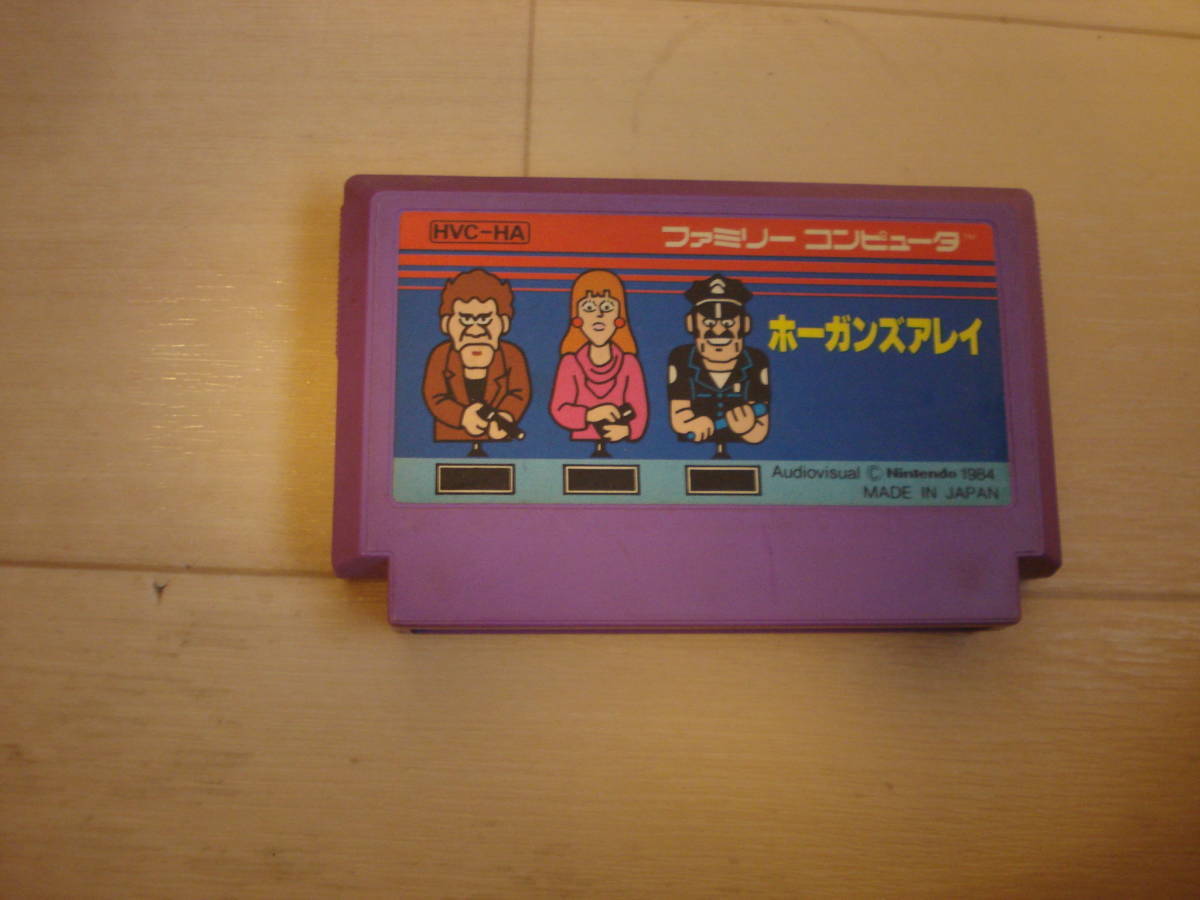 HVC-HA
ファミリー コンピュータ™
ホーガンズアレイ
Audiovisual © Nintendo 1984
MADE IN JAPAN